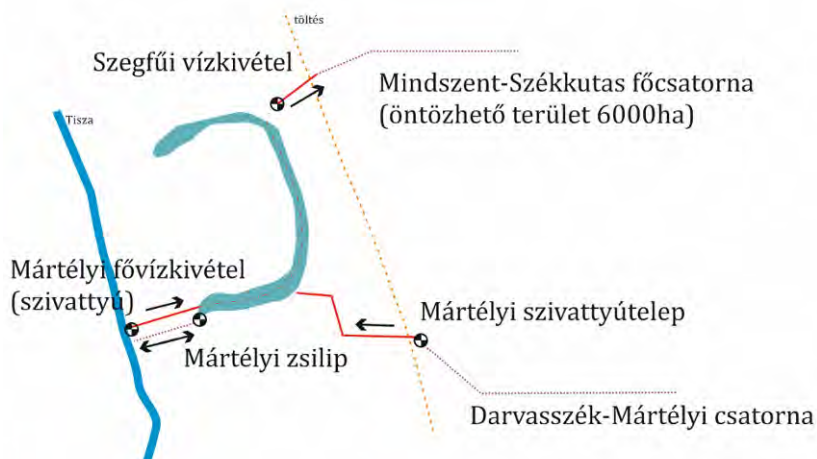 töltés
Szegfűi vízkivétel
Mindszent-Székkutas főcsatorna
(öntözhető terület 6000ha)
Tisza
Mártélyi fővízkivétel
(szivattyú)
Mártélyi szivattyútelep
Mártélyi zsilip
Darvasszék-Mártélyi csatorna